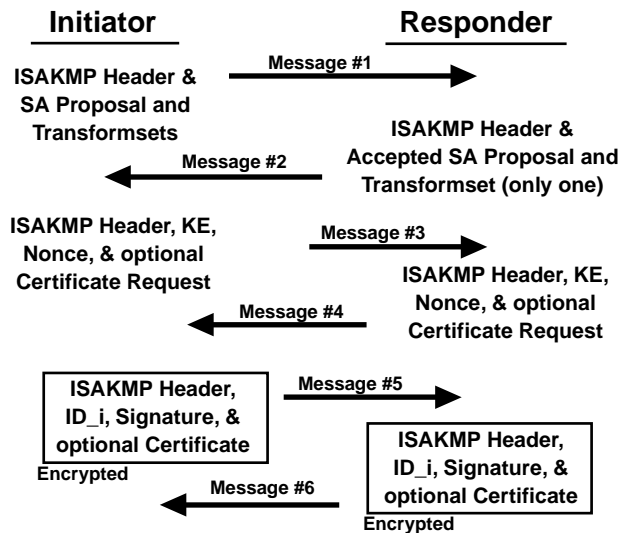 Initiator
Responder
Message #1
ISAKMP Header &
SA Proposal and
Transformsets
ISAKMP Header &
Accepted SA Proposal and
Transformset (only one)
Message #2
ISAKMP Header, KE,
Nonce, & optional
Certificate Request
Message #3
ISAKMP Header, KE,
Nonce, & optional
Certificate Request
Message #4
ISAKMP Header,
ID_i, Signature, &
optional Certificate
Encrypted
Message #5
ISAKMP Header,
ID_i, Signature, &
optional Certificate
Encrypted
Message #6